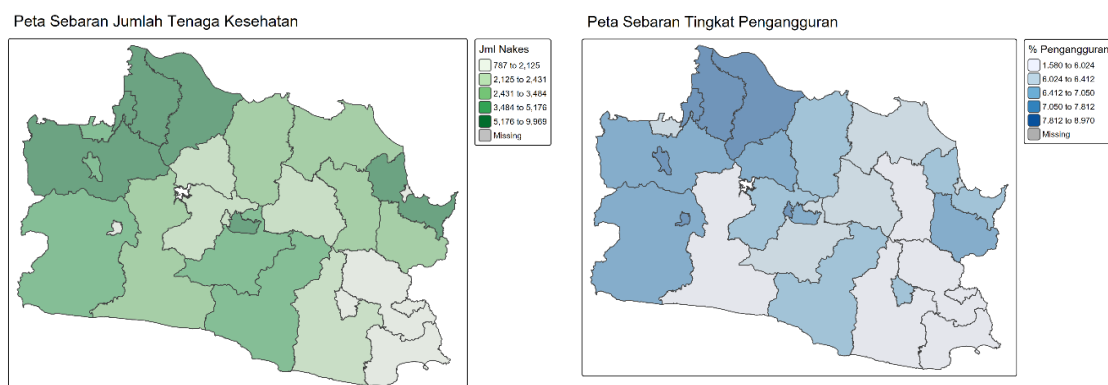 Peta Sebaran Jumlah Tenaga Kesehatan
Jml Nakes
787 to 2,125
2,125 to 2,431
2,431 to 3,484
3,484 to 5,176
5,176 to 9,969
Missing
Peta Sebaran Tingkat Pengangguran
% Pengangguran
1.580 to 6.024
6.024 to 6.412
6.412 to 7.050
7.050 to 7.812
7.812 to 8.970
Missing